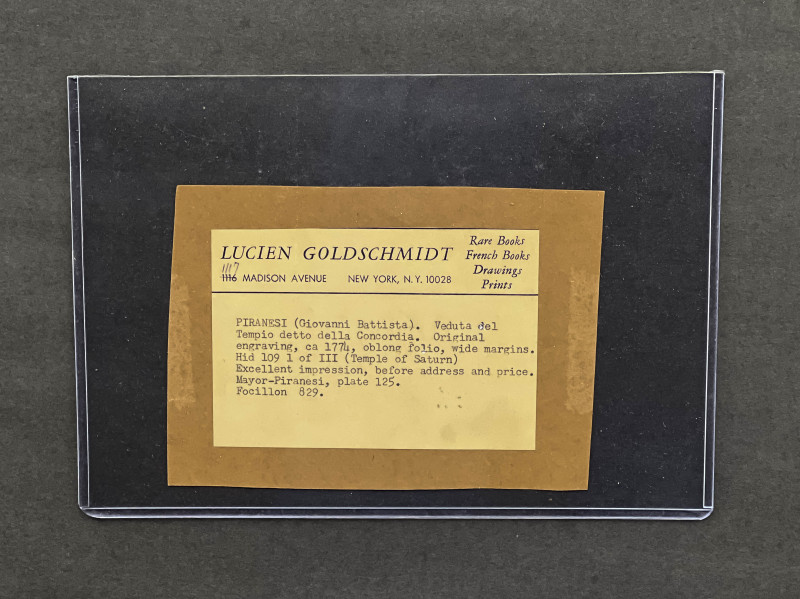 LUCIEN GOLDSCHMIDT
Rare Books
French Books
Drawings
Prints
1117
1116 MADISON AVENUE NEW YORK, N.Y. 10028
PIRANESI (Giovanni Battista). Veduta del
Tempio detto della Concordia. Original
engraving, ca 1774, oblong folio, wide margins.
Hid 109 1 of III (Temple of Saturn)
Excellent impression, before address and price.
Mayor-Piranesi, plate 125.
Focillon 829.